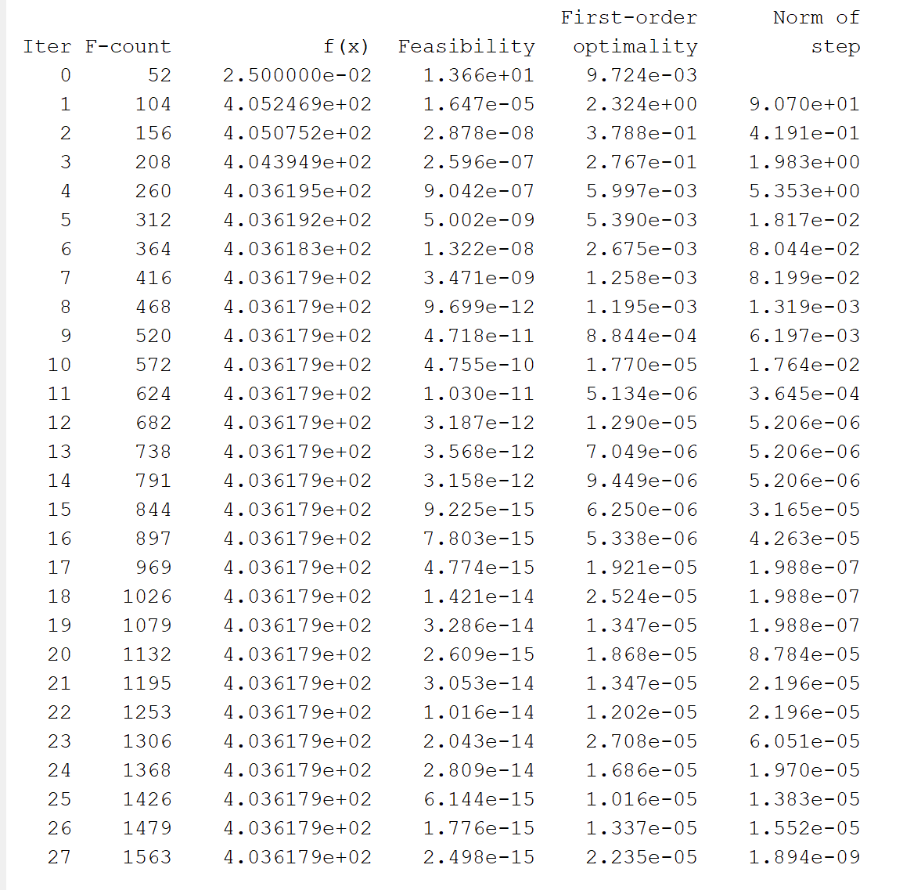 First-order Norm of
Iter F-count f(x) Feasibility optimality step
0 52 2.500000e-02 1.366e+01 9.724e-03
1 104 4.052469e+02 1.647e-05 2.324e+00 9.070e+01
2 156 4.050752e+02 2.878e-08 3.788e-01 4.191e-01
3 208 4.043949e+02 2.596e-07 2.767e-01 1.983e+00
4 260 4.036195e+02 9.042e-07 5.997e-03 5.353e+00
5 312 4.036192e+02 5.002e-09 5.390e-03 1.817e-02
6 364 4.036183e+02 1.322e-08 2.675e-03 8.044e-02
7 416 4.036179e+02 3.471e-09 1.258e-03 8.199e-02
8 468 4.036179e+02 9.699e-12 1.195e-03 1.319e-03
9 520 4.036179e+02 4.718e-11 8.844e-04 6.197e-03
10 572 4.036179e+02 4.755e-10 1.770e-05 1.764e-02
11 624 4.036179e+02 1.030e-11 5.134e-06 3.645e-04
12 682 4.036179e+02 3.187e-12 1.290e-05 5.206e-06
13 738 4.036179e+02 3.568e-12 7.049e-06 5.206e-06
14 791 4.036179e+02 3.158e-12 9.449e-06 5.206e-06
15 844 4.036179e+02 9.225e-15 6.250e-06 3.165e-05
16 897 4.036179e+02 7.803e-15 5.338e-06 4.263e-05
17 969 4.036179e+02 4.774e-15 1.921e-05 1.988e-07
18 1026 4.036179e+02 1.421e-14 2.524e-05 1.988e-07
19 1079 4.036179e+02 3.286e-14 1.347e-05 1.988e-07
20 1132 4.036179e+02 2.609e-15 1.868e-05 8.784e-05
21 1195 4.036179e+02 3.053e-14 1.347e-05 2.196e-05
22 1253 4.036179e+02 1.016e-14 1.202e-05 2.196e-05
23 1306 4.036179e+02 2.043e-14 2.708e-05 6.051e-05
24 1368 4.036179e+02 2.809e-14 1.686e-05 1.970e-05
25 1426 4.036179e+02 6.144e-15 1.016e-05 1.383e-05
26 1479 4.036179e+02 1.776e-15 1.337e-05 1.552e-05
27 1563 4.036179e+02 2.498e-15 2.235e-05 1.894e-09